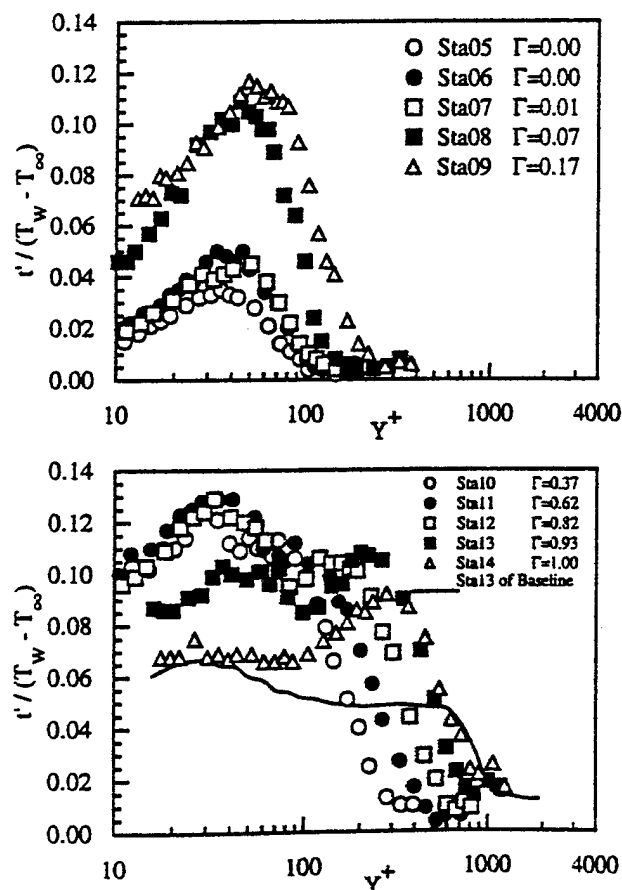 0.14
0.12
0.10
0.08
0.06
0.04
0.02
0.00
t'/(T_W - T_∞)
Sta05 Γ=0.00
Sta06 Γ=0.00
Sta07 Γ=0.01
Sta08 Γ=0.07
Sta09 Γ=0.17
10 100 1000 4000
Y+
0.14
0.12
0.10
0.08
0.06
0.04
0.02
0.00
t'/(T_W - T_∞)
Sta10 Γ=0.37
Sta11 Γ=0.62
Sta12 Γ=0.82
Sta13 Γ=0.93
Sta14 Γ=1.00
Sta13 of Baseline
10 100 1000 4000
Y+